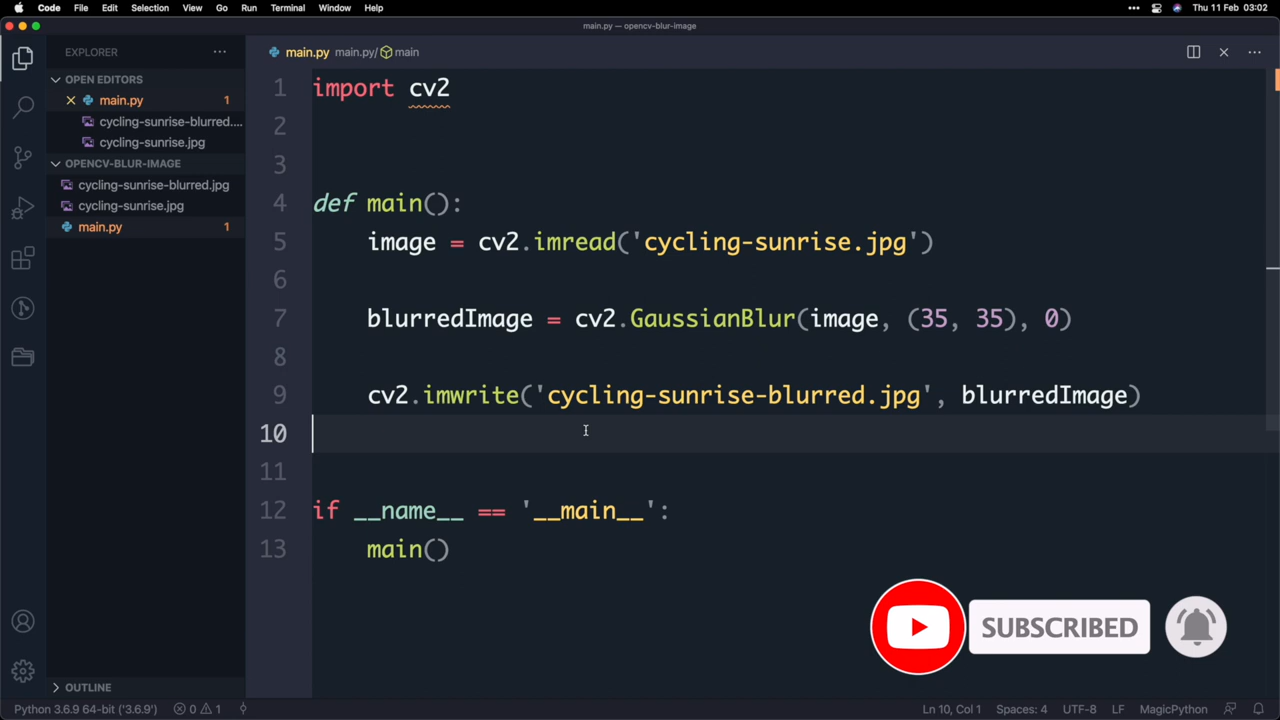 Code File Edit Selection View Go Run Terminal Window Help Thu 11 Feb 03:02
main.py — opencv-blur-image
EXPLORER
OPEN EDITORS
main.py 1
cycling-sunrise-blurred....
cycling-sunrise.jpg
OPENCV-BLUR-IMAGE
cycling-sunrise-blurred.jpg
cycling-sunrise.jpg
main.py 1
OUTLINE
main.py main.py/ main
1 import cv2
2
3
4 def main():
5 image = cv2.imread('cycling-sunrise.jpg')
6
7 blurredImage = cv2.GaussianBlur(image, (35, 35), 0)
8
9 cv2.imwrite('cycling-sunrise-blurred.jpg', blurredImage)
10
11
12 if __name__ == '__main__':
13 main()
SUBSCRIBED
Python 3.6.9 64-bit ('3.6.9') 0 1 Ln 10, Col 1 Spaces: 4 UTF-8 LF MagicPython